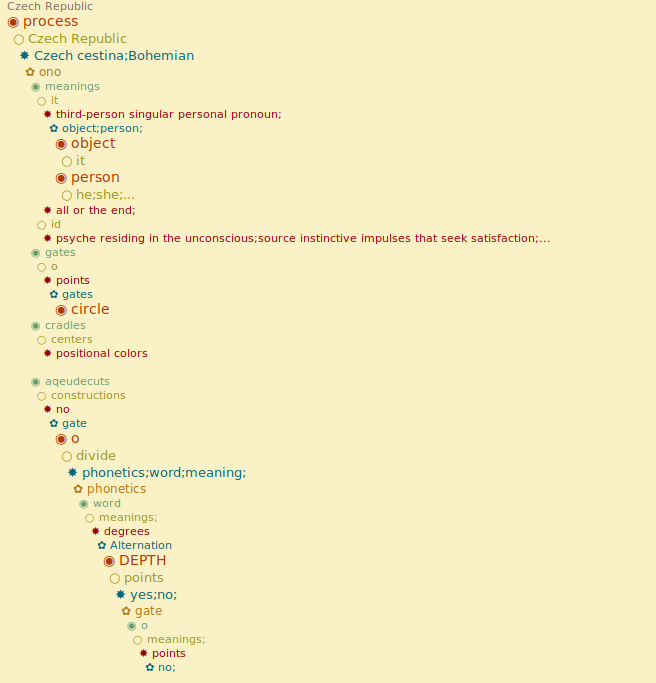 Czech Republic
process
Czech Republic
Czech cestina;Bohemian
ono
meanings
it
third-person singular personal pronoun;
object;person;
object
it
person
he;she;...
all or the end;
id
psyche residing in the unconscious;source instinctive impulses that seek satisfaction;...
gates
o
points
gates
circle
cradles
centers
positional colors
aqeudecuts
constructions
no
gate
o
divide
phonetics;word;meaning;
phonetics
word
meanings;
degrees
Alternation
DEPTH
points
yes;no;
gate
o
meanings;
points
no;